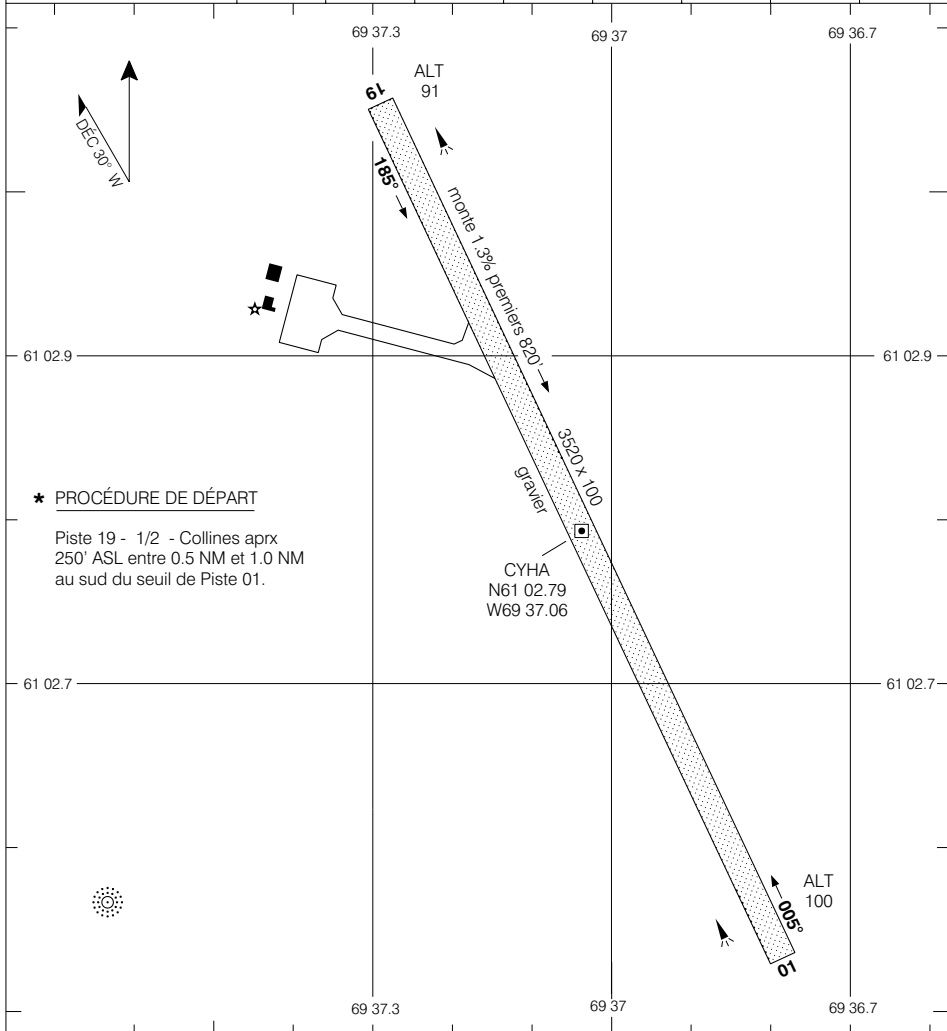 69 37.3
69 37
69 36.7
DÉC 30° W
ALT
91
19
185°
monte 1.3% premiers 820'
61 02.9
61 02.9
3520 x 100
gravier
* PROCÉDURE DE DÉPART
Piste 19 - 1/2 - Collines aprx
250' ASL entre 0.5 NM et 1.0 NM
au sud du seuil de Piste 01.
CYHA
N61 02.79
W69 37.06
61 02.7
61 02.7
ALT
100
005°
01
69 37.3
69 37
69 36.7